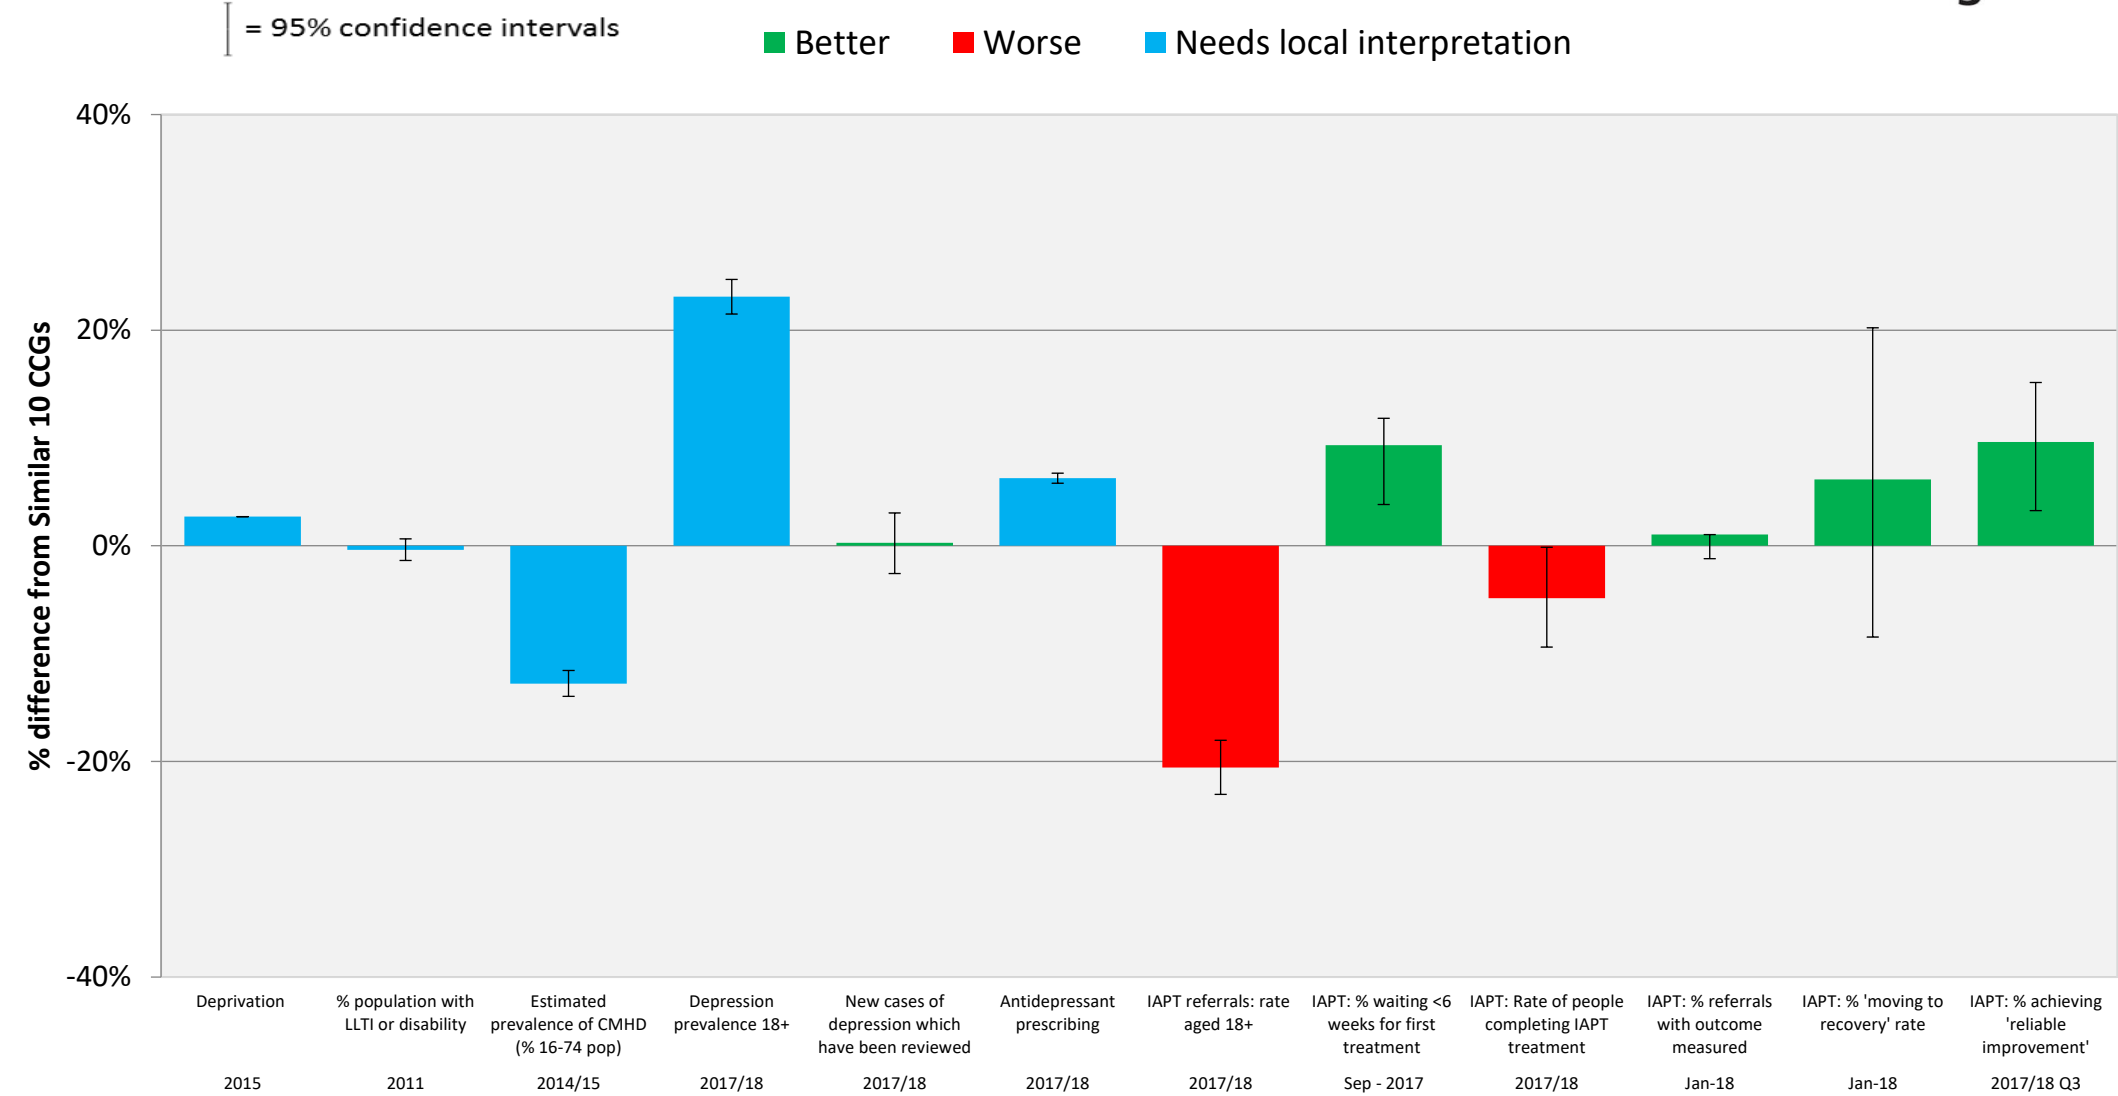 = 95% confidence intervals
Better
Worse
Needs local interpretation
% difference from Similar 10 CCGs
40%
20%
0%
-20%
-40%
Deprivation
2015
% population with
LLTI or disability
2011
Estimated
prevalence of CMHD
(% 16-74 pop)
2014/15
Depression
prevalence 18+
2017/18
New cases of
depression which
have been reviewed
2017/18
Antidepressant
prescribing
2017/18
IAPT referrals: rate
aged 18+
2017/18
IAPT: % waiting <6
weeks for first
treatment
Sep - 2017
IAPT: Rate of people
completing IAPT
treatment
2017/18
IAPT: % referrals
with outcome
measured
Jan-18
IAPT: % 'moving to
recovery' rate
Jan-18
IAPT: % achieving
'reliable
improvement'
2017/18 Q3